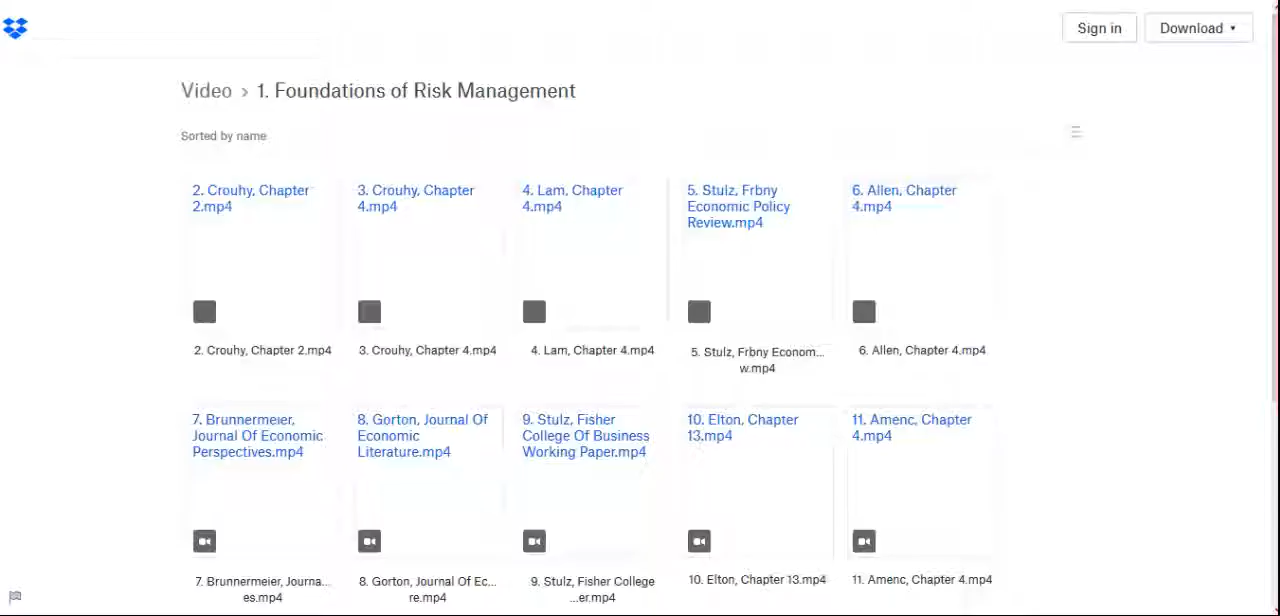 Sign in
Download
Video › 1. Foundations of Risk Management
Sorted by name
2. Crouhy, Chapter
2.mp4
3. Crouhy, Chapter
4.mp4
4. Lam, Chapter
4.mp4
5. Stulz, Frbny
Economic Policy
Review.mp4
6. Allen, Chapter
4.mp4
2. Crouhy, Chapter 2.mp4
3. Crouhy, Chapter 4.mp4
4. Lam, Chapter 4.mp4
5. Stulz, Frbny Econom...
w.mp4
6. Allen, Chapter 4.mp4
7. Brunnermeier,
Journal Of Economic
Perspectives.mp4
8. Gorton, Journal Of
Economic
Literature.mp4
9. Stulz, Fisher
College Of Business
Working Paper.mp4
10. Elton, Chapter
13.mp4
11. Amenc, Chapter
4.mp4
7. Brunnermeier, Journa...
es.mp4
8. Gorton, Journal Of Ec...
re.mp4
9. Stulz, Fisher College
...er.mp4
10. Elton, Chapter 13.mp4
11. Amenc, Chapter 4.mp4